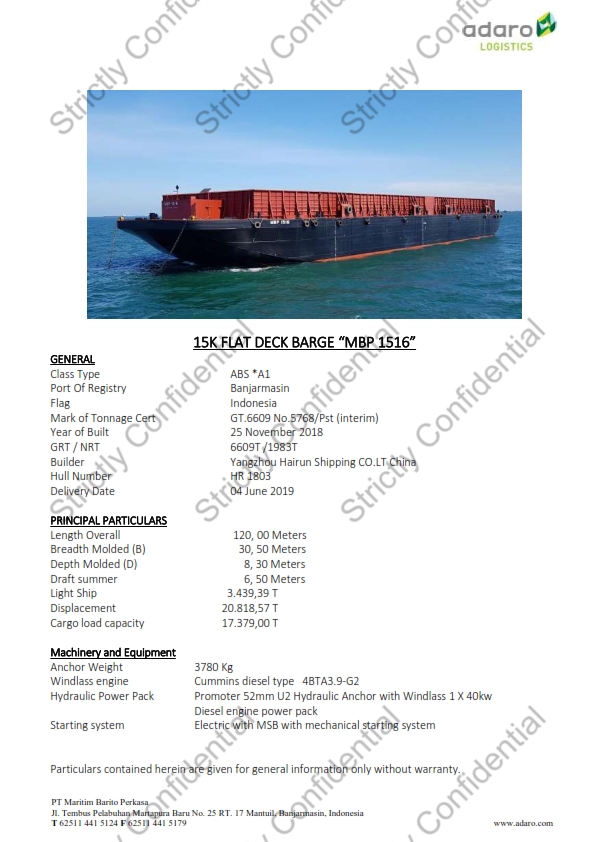 adaro
LOGISTICS
Strictly Confidential
Strictly Confidential
Strictly Confidential
MBP 1516
15K FLAT DECK BARGE “MBP 1516”
GENERAL
Class Type ABS *A1
Port Of Registry Banjarmasin
Flag Indonesia
Mark of Tonnage Cert GT.6609 No.5768/Pst (interim)
Year of Built 25 November 2018
GRT / NRT 6609T /1983T
Builder Yangzhou Hairun Shipping CO.LT China
Hull Number HR 1803
Delivery Date 04 June 2019
Strictly Confidential
Strictly Confidential
Strictly Confidential
PRINCIPAL PARTICULARS
Length Overall 120, 00 Meters
Breadth Molded (B) 30, 50 Meters
Depth Molded (D) 8, 30 Meters
Draft summer 6, 50 Meters
Light Ship 3.439,39 T
Displacement 20.818,57 T
Cargo load capacity 17.379,00 T
Machinery and Equipment
Anchor Weight 3780 Kg
Windlass engine Cummins diesel type 4BTA3.9-G2
Hydraulic Power Pack Promoter 52mm U2 Hydraulic Anchor with Windlass 1 X 40kw
Diesel engine power pack
Starting system Electric with MSB with mechanical starting system
Particulars contained herein are given for general information only without warranty.
Confidential
Confidential
Confidential
PT Maritim Barito Perkasa
Jl. Tembus Pelabuhan Martapura Baru No. 25 RT. 17 Mantuil, Banjarmasin, Indonesia
T 62511 441 5124 F 62511 441 5179 www.adaro.com